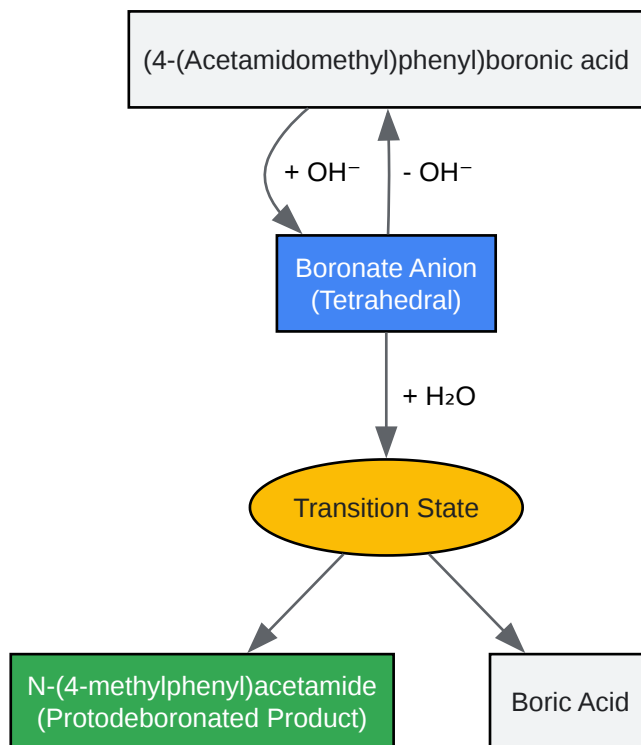 (4-(Acetamidomethyl)phenyl)boronic acid
+ OH⁻
- OH⁻
Boronate Anion
(Tetrahedral)
+ H₂O
Transition State
N-(4-methylphenyl)acetamide
(Protodeboronated Product)
Boric Acid